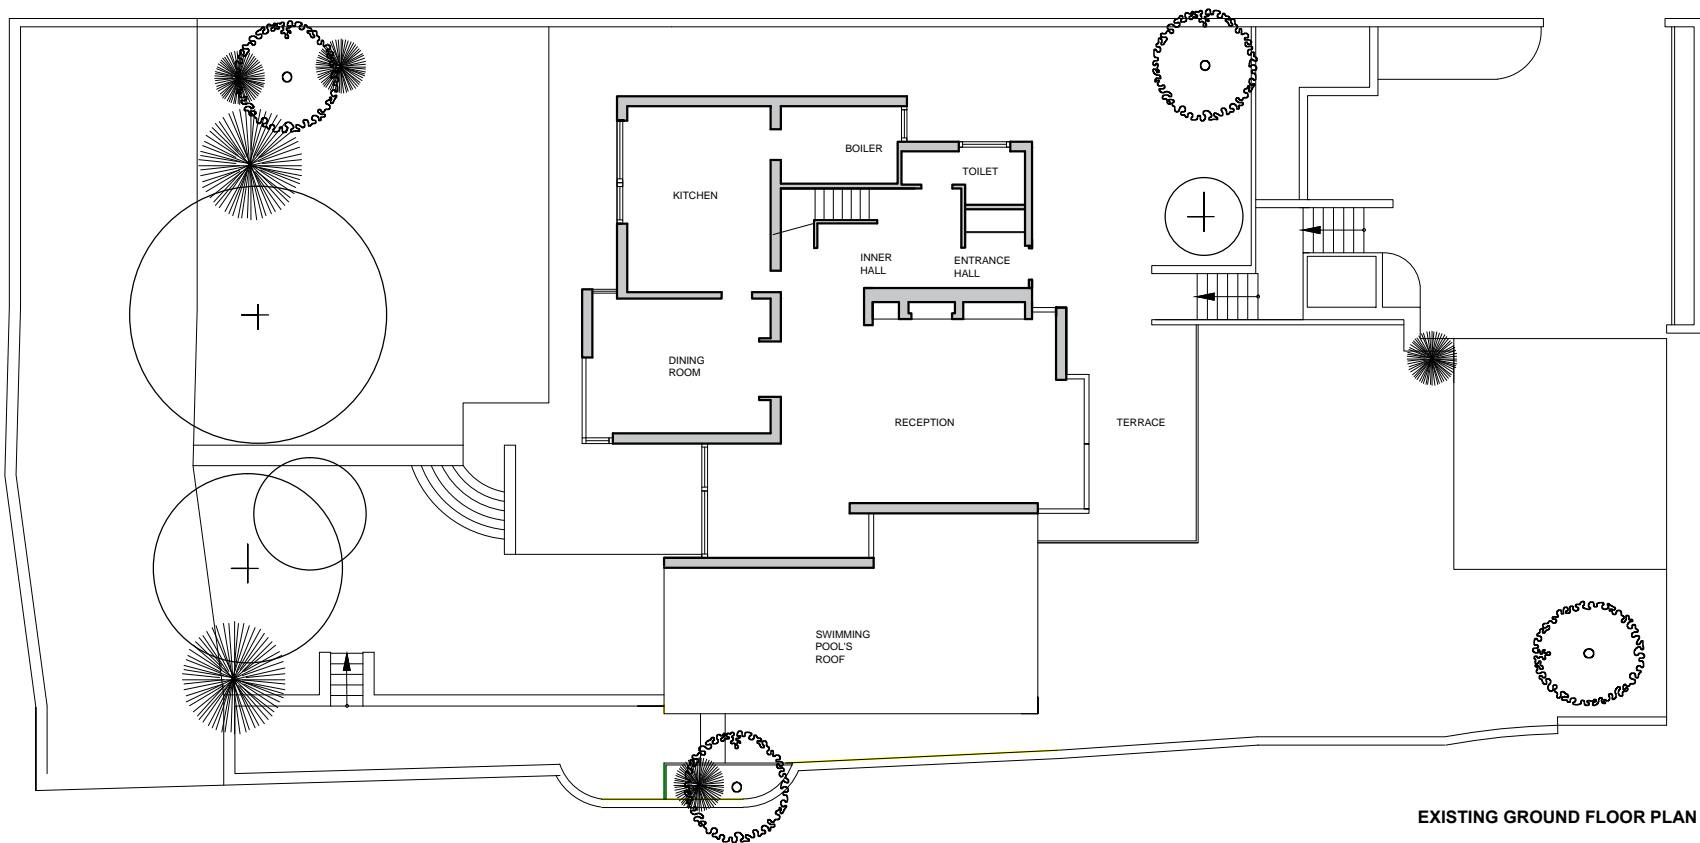 BOILER
TOILET
KITCHEN
INNER
HALL
ENTRANCE
HALL
DINING
ROOM
RECEPTION
TERRACE
SWIMMING
POOL'S
ROOF
EXISTING GROUND FLOOR PLAN